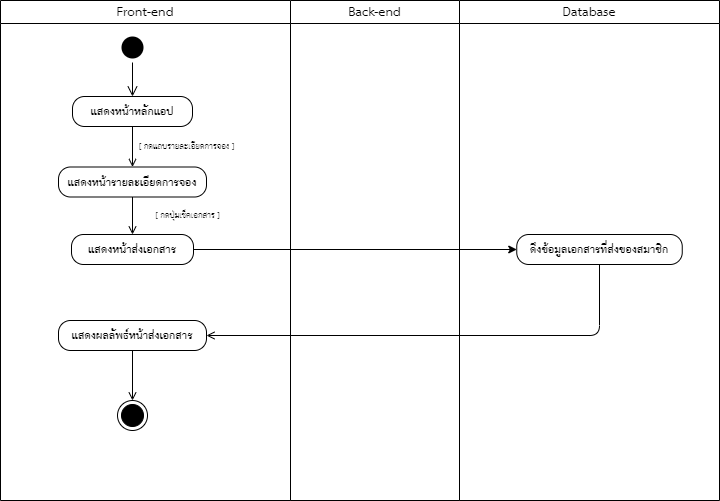 Front-end
Back-end
Database
แสดงหน้าหลักแอป
[ กดแถบรายละเอียดการจอง ]
แสดงหน้ารายละเอียดการจอง
[ กดปุ่มเช็คเอกสาร ]
แสดงหน้าส่งเอกสาร
ดึงข้อมูลเอกสารที่ส่งของสมาชิก
แสดงผลลัพธ์หน้าส่งเอกสาร